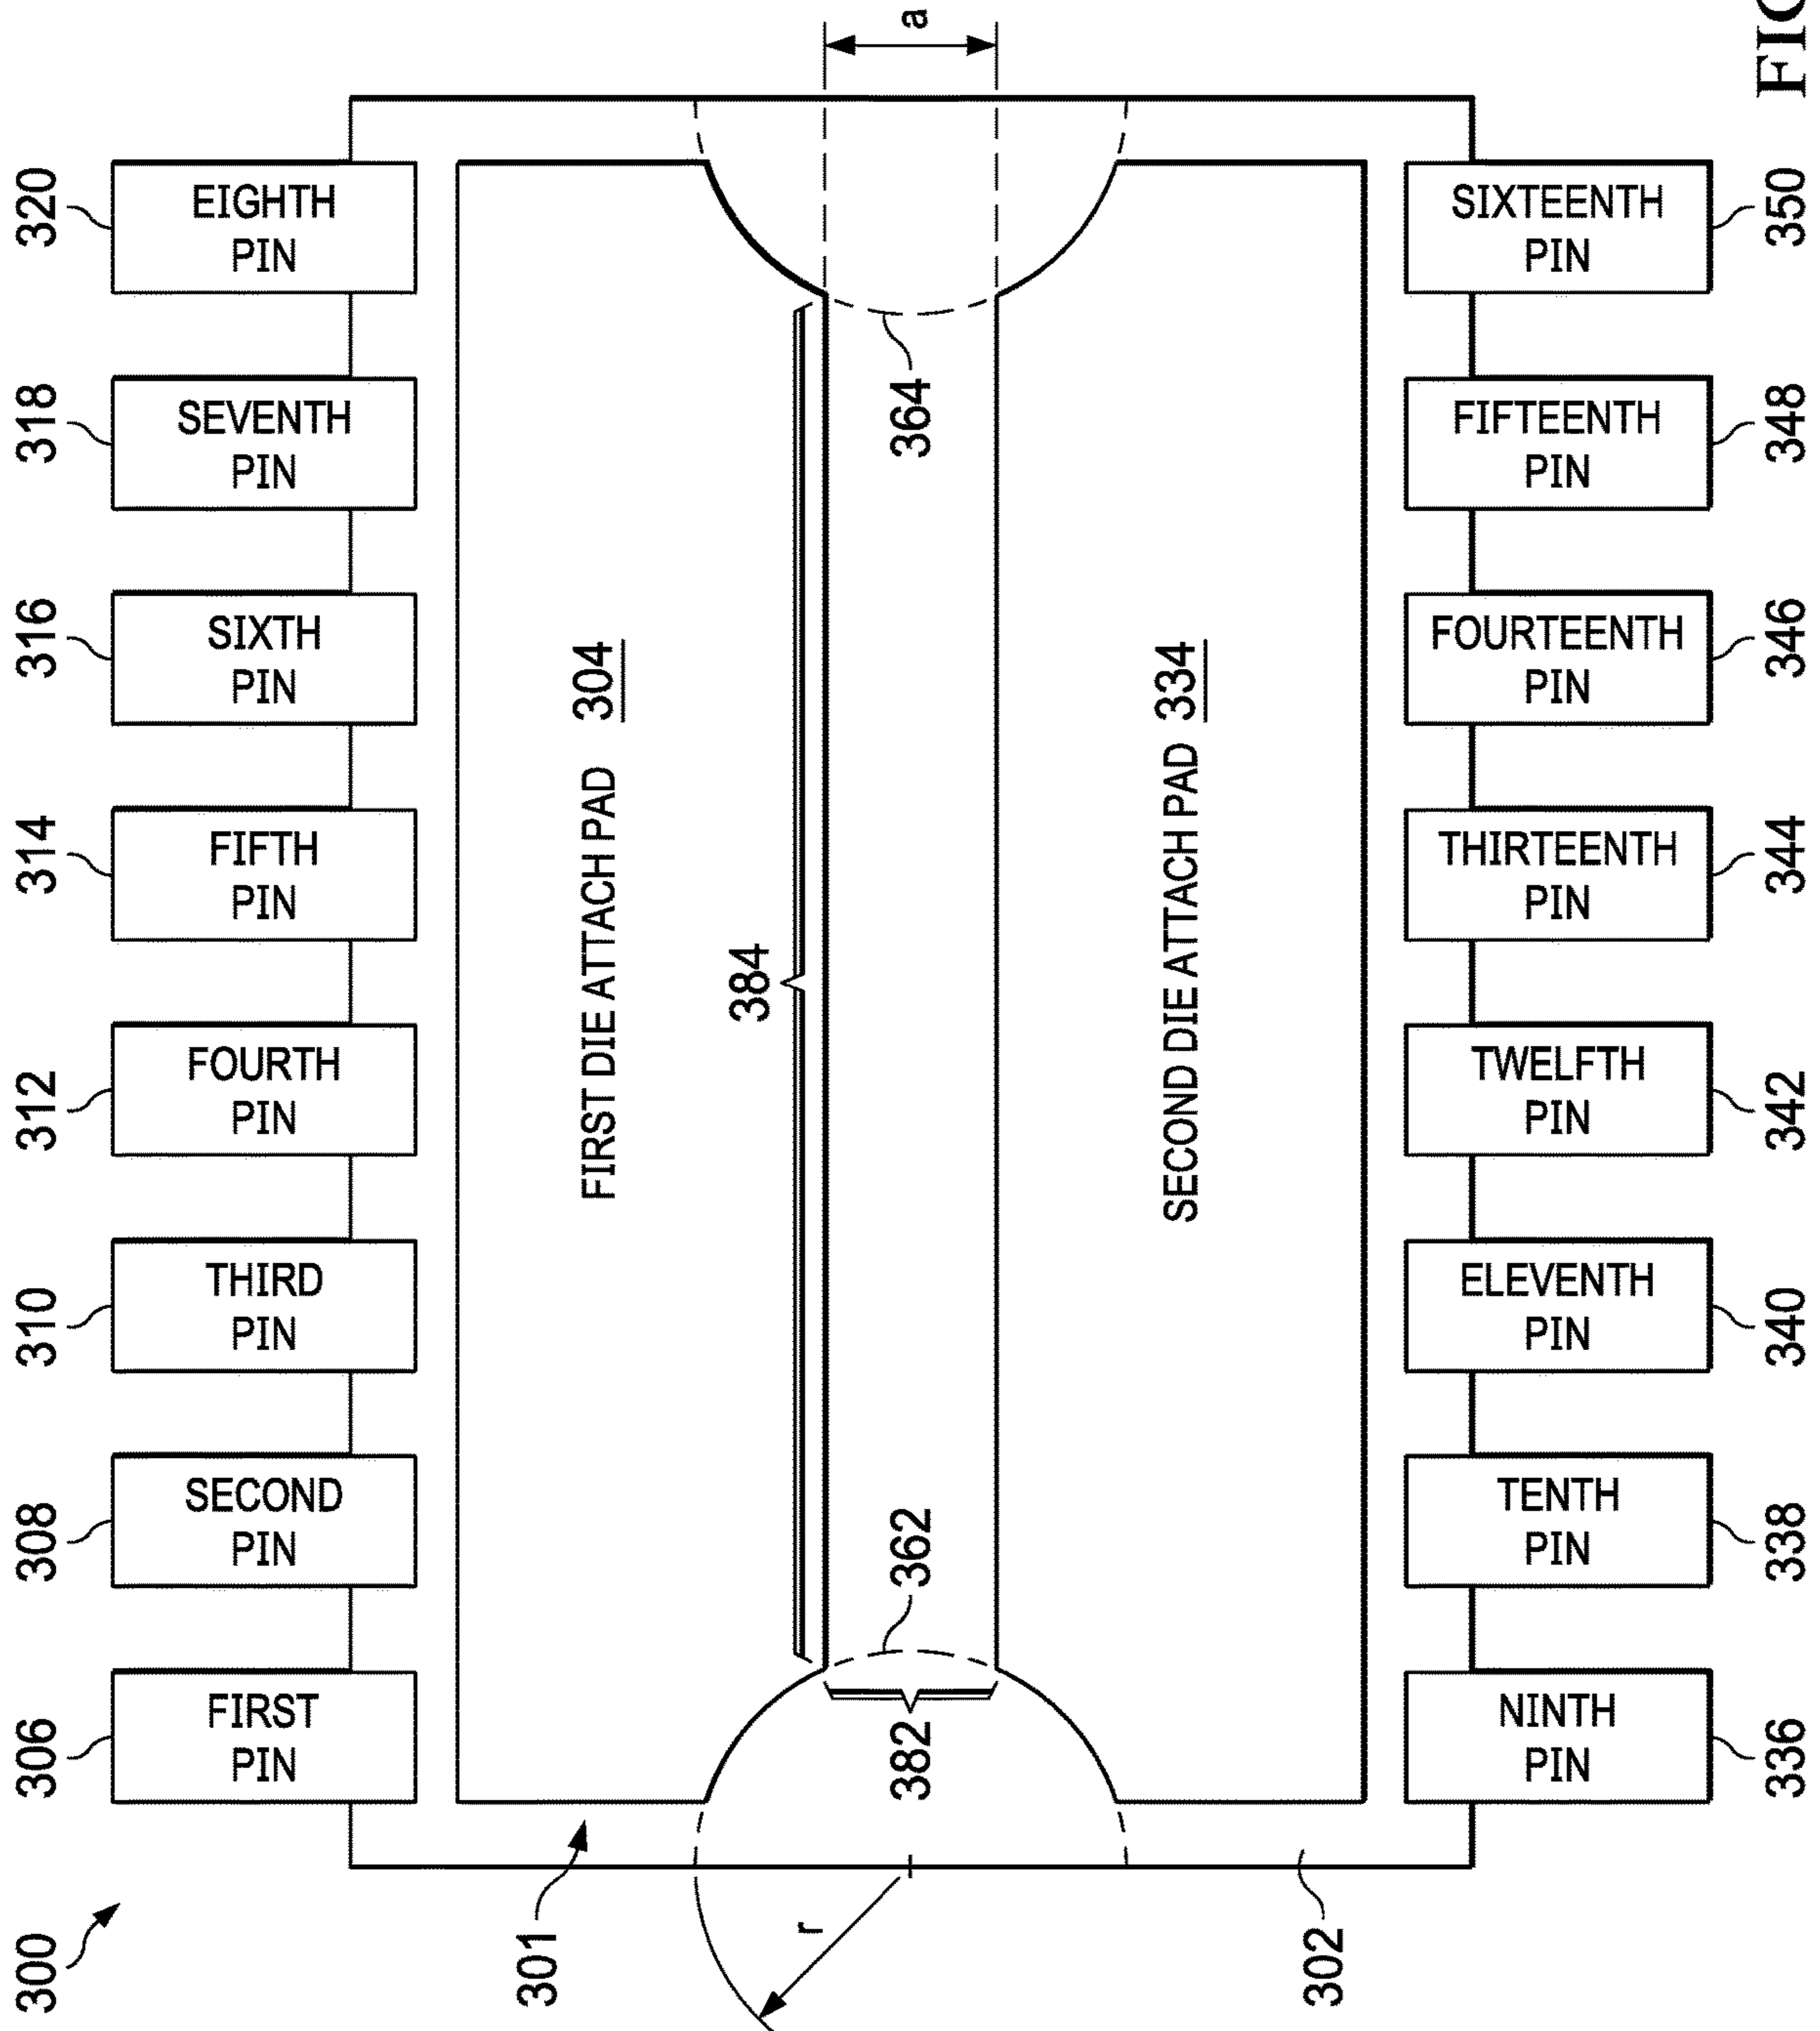 300
306
308
310
312
314
316
318
320
FIRST
PIN
SECOND
PIN
THIRD
PIN
FOURTH
PIN
FIFTH
PIN
SIXTH
PIN
SEVENTH
PIN
EIGHTH
PIN
301
FIRST DIE ATTACH PAD 304
384
r
382
362
364
a
SECOND DIE ATTACH PAD 334
302
NINTH
PIN
TENTH
PIN
ELEVENTH
PIN
TWELFTH
PIN
THIRTEENTH
PIN
FOURTEENTH
PIN
FIFTEENTH
PIN
SIXTEENTH
PIN
336
338
340
342
344
346
348
350